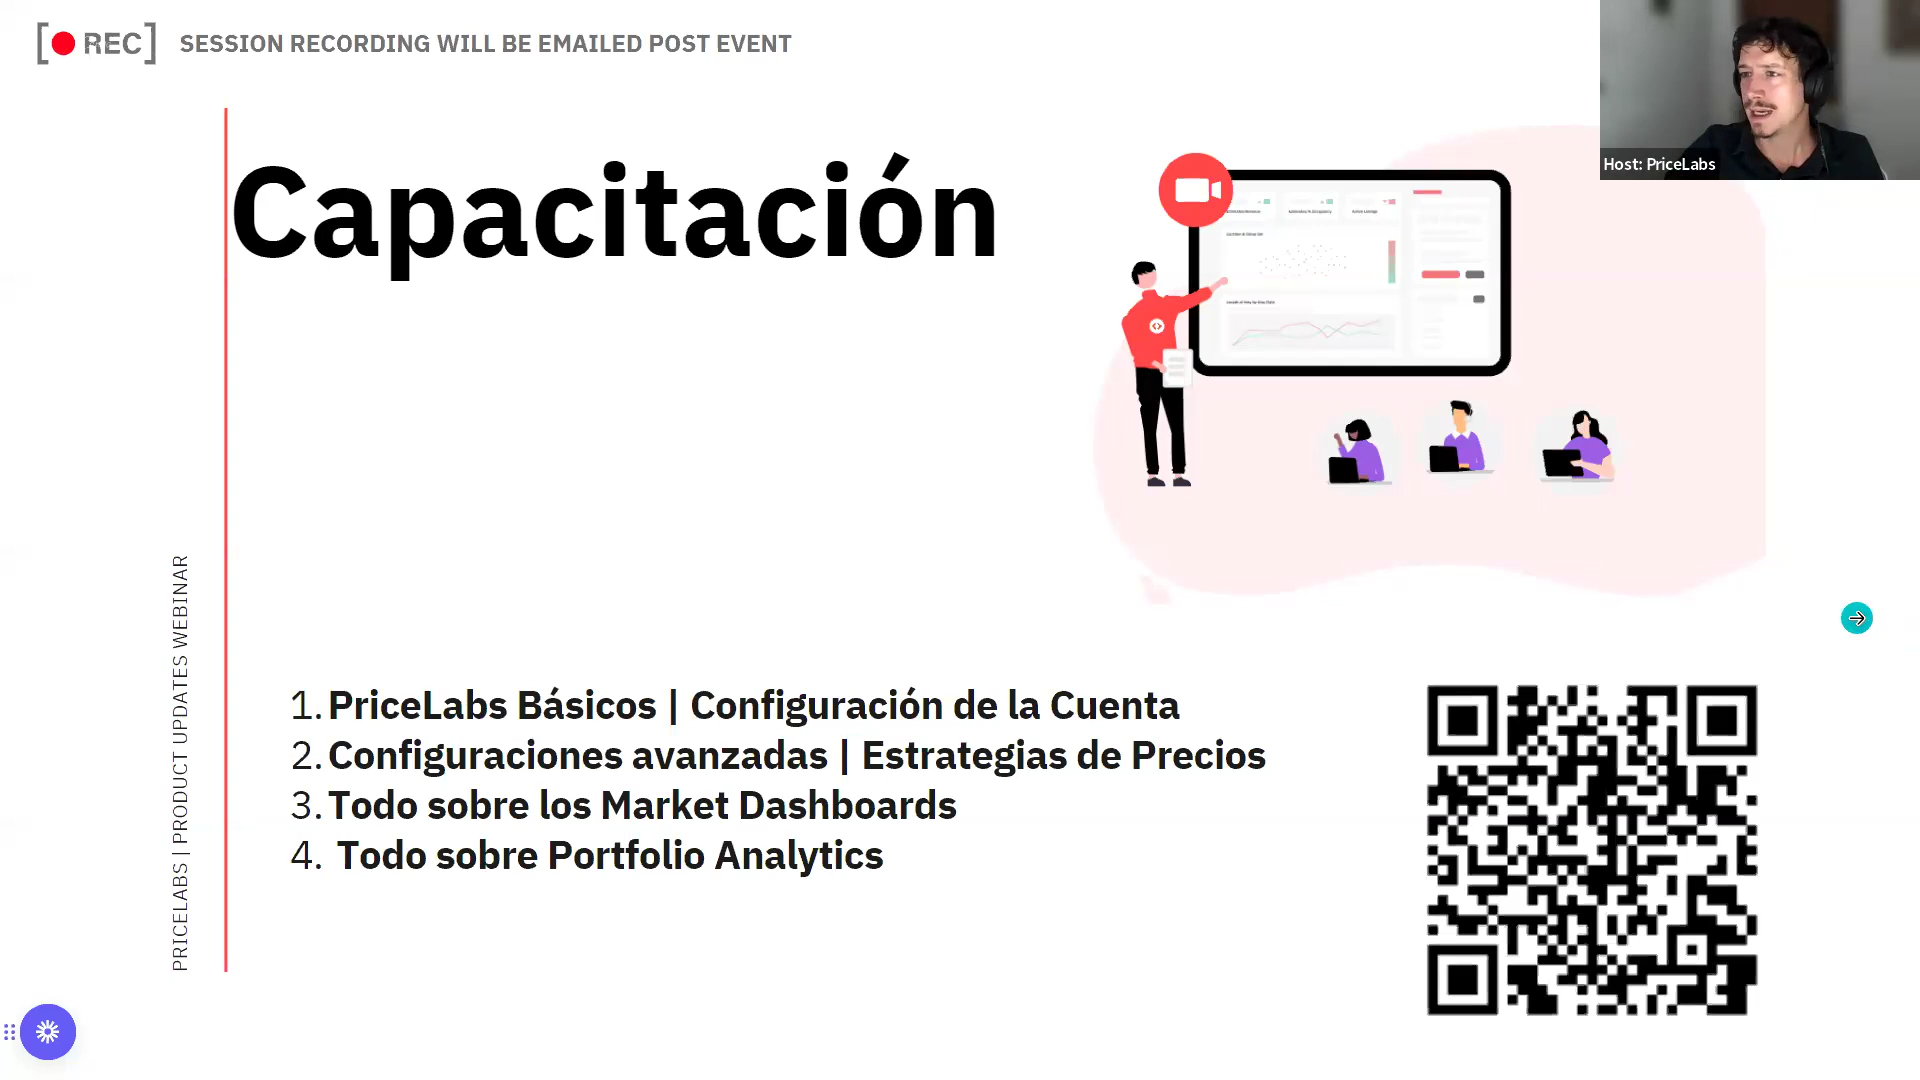 [REC] SESSION RECORDING WILL BE EMAILED POST EVENT
Host: PriceLabs
Capacitación
PRICELABS | PRODUCT UPDATES WEBINAR
1. PriceLabs Básicos | Configuración de la Cuenta
2. Configuraciones avanzadas | Estrategias de Precios
3. Todo sobre los Market Dashboards
4. Todo sobre Portfolio Analytics